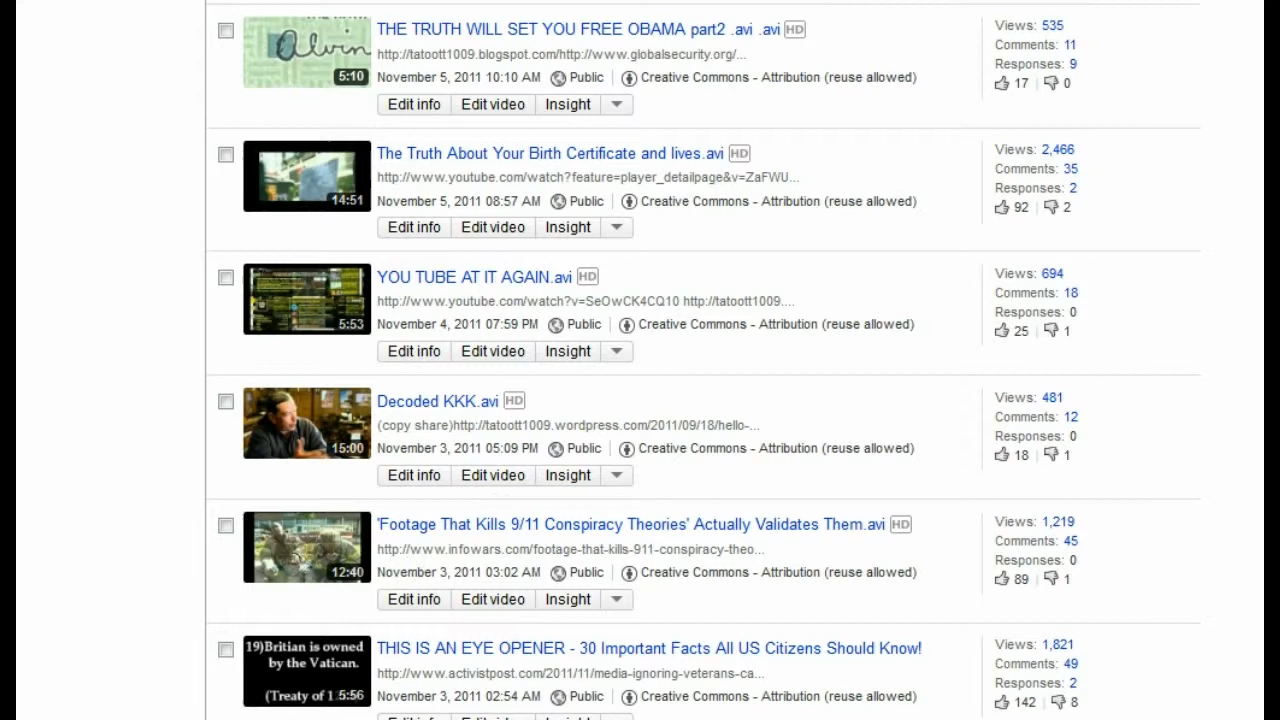 THE TRUTH WILL SET YOU FREE OBAMA part2 .avi .avi HD
http://tatoott1009.blogspot.com/http://www.globalsecurity.org/...
November 5, 2011 10:10 AM Public Creative Commons - Attribution (reuse allowed)
Edit info Edit video Insight
Alvin
5:10
Views: 535
Comments: 11
Responses: 9
17 0
The Truth About Your Birth Certificate and lives.avi HD
http://www.youtube.com/watch?feature=player_detailpage&v=ZaFWU...
November 5, 2011 08:57 AM Public Creative Commons - Attribution (reuse allowed)
Edit info Edit video Insight
14:51
Views: 2,466
Comments: 35
Responses: 2
92 2
YOU TUBE AT IT AGAIN.avi HD
http://www.youtube.com/watch?v=SeOwCK4CQ10 http://tatoott1009....
November 4, 2011 07:59 PM Public Creative Commons - Attribution (reuse allowed)
Edit info Edit video Insight
5:53
Views: 694
Comments: 18
Responses: 0
25 1
Decoded KKK.avi HD
(copy share)http://tatoott1009.wordpress.com/2011/09/18/hello-...
November 3, 2011 05:09 PM Public Creative Commons - Attribution (reuse allowed)
Edit info Edit video Insight
15:00
Views: 481
Comments: 12
Responses: 0
18 1
'Footage That Kills 9/11 Conspiracy Theories' Actually Validates Them.avi HD
http://www.infowars.com/footage-that-kills-911-conspiracy-theo...
November 3, 2011 03:02 AM Public Creative Commons - Attribution (reuse allowed)
Edit info Edit video Insight
12:40
Views: 1,219
Comments: 45
Responses: 0
89 1
19)Britian is owned
by the Vatican.
(Treaty of 1
5:56
THIS IS AN EYE OPENER - 30 Important Facts All US Citizens Should Know!
http://www.activistpost.com/2011/11/media-ignoring-veterans-ca...
November 3, 2011 02:54 AM Public Creative Commons - Attribution (reuse allowed)
Views: 1,821
Comments: 49
Responses: 2
142 8